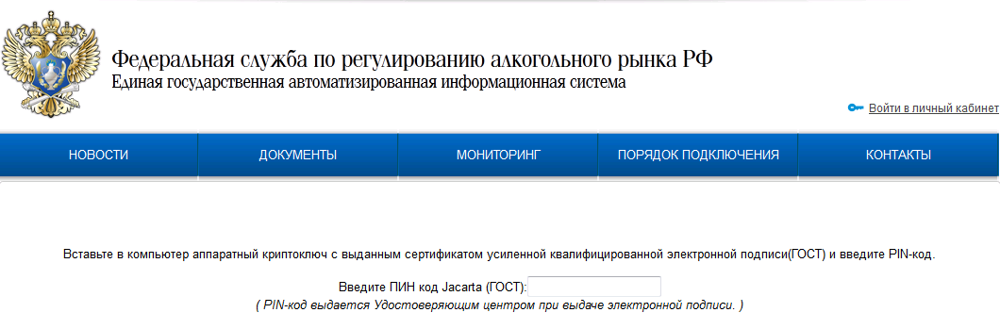 Федеральная служба по регулированию алкогольного рынка РФ
Единая государственная автоматизированная информационная система
Войти в личный кабинет
НОВОСТИ ДОКУМЕНТЫ МОНИТОРИНГ ПОРЯДОК ПОДКЛЮЧЕНИЯ КОНТАКТЫ
Вставьте в компьютер аппаратный криптоключ с выданным сертификатом усиленной квалифицированной электронной подписи(ГОСТ) и введите PIN-код.
Введите ПИН код Jacarta (ГОСТ):
( PIN-код выдается Удостоверяющим центром при выдаче электронной подписи. )